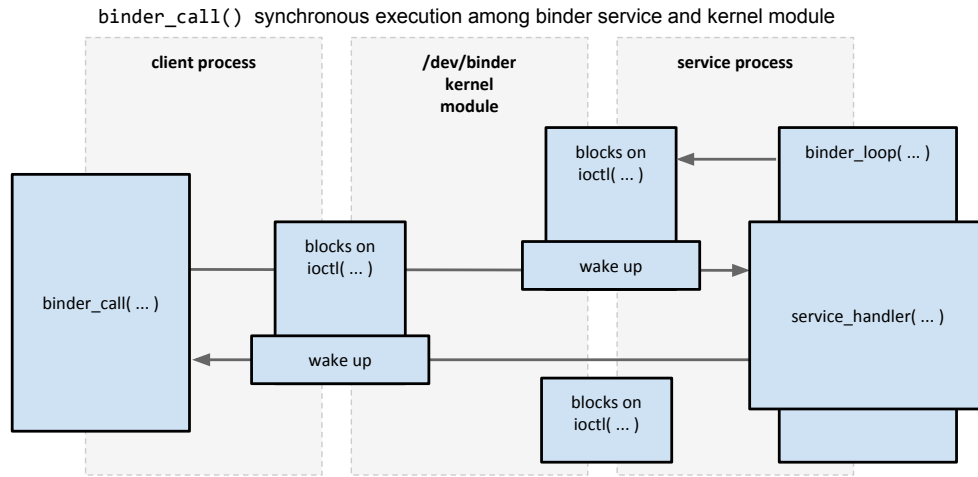 binder_call() synchronous execution among binder service and kernel module
client process
/dev/binder
kernel
module
service process
blocks on
ioctl( ... )
binder_loop( ... )
blocks on
ioctl( ... )
wake up
binder_call( ... )
service_handler( ... )
wake up
blocks on
ioctl( ... )